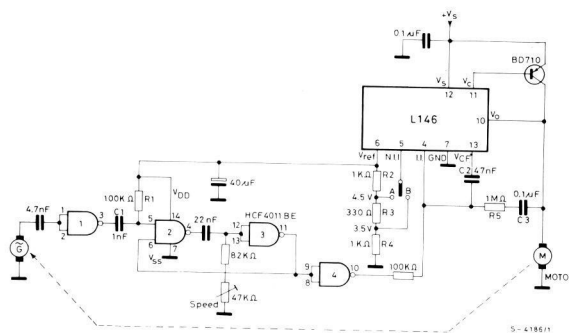 +Vs
0.1µF
BD710
Vs Vc
12 11
L146 10 Vo
6 5 4 7 13
Vref N.I.I I.I GND VCF
1KΩ R2
C2 47nF
A B
4.5V
330Ω R3
3.5V
1KΩ R4
1MΩ
R5
0.1µF
C3
40µF
100KΩ R1
VDD
4.7nF
1 2 1 3
C1
1nF
5 6 14 2 4 7
VSS
22nF
HCF4011BE
12 13 3 11
82KΩ
Speed
47KΩ
9 8 4 10
100KΩ
G
M
MOTO
S-4186/1